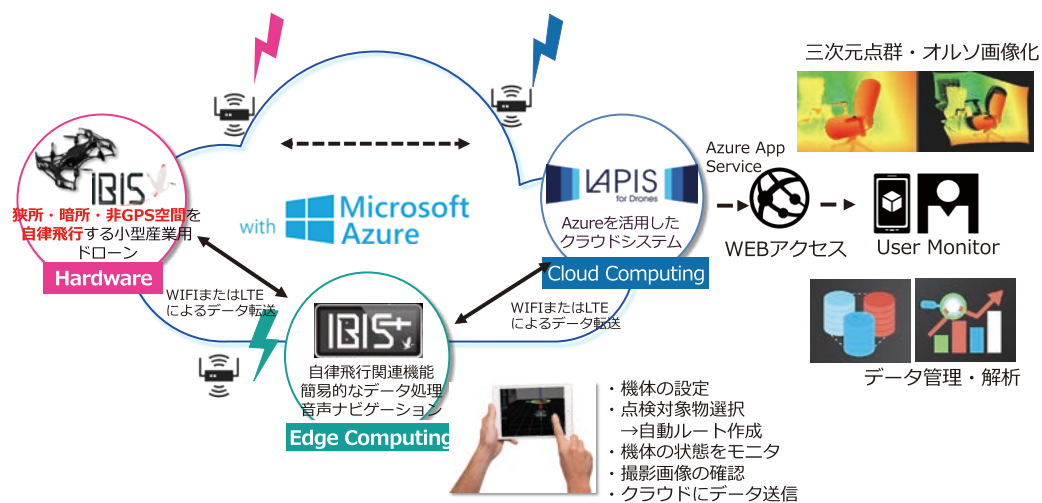 三次元点群・オルソ画像化
IBIS
狭所・暗所・非GPS空間を
自律飛行する小型産業用
ドローン
Hardware
with Microsoft
Azure
LAPIS
for Drones
Azureを活用した
クラウドシステム
Cloud Computing
Azure App
Service
WEBアクセス
User Monitor
WIFIまたはLTE
によるデータ転送
WIFIまたはLTE
によるデータ転送
IBIS+
自律飛行関連機能
簡易的なデータ処理
音声ナビゲーション
Edge Computing
データ管理・解析
・機体の設定
・点検対象物選択
→自動ルート作成
・機体の状態をモニタ
・撮影画像の確認
・クラウドにデータ送信